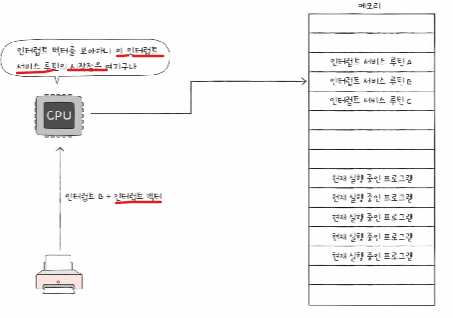 메모리
인터럽트 벡터를 보아하니 이 인터럽트
서비스 루틴의 시작점은 여기구나
CPU
인터럽트 B + 인터럽트 벡터
인터럽트 서비스 루틴 A
인터럽트 서비스 루틴 B
인터럽트 서비스 루틴 C
현재 실행 중인 프로그램
현재 실행 중인 프로그램
현재 실행 중인 프로그램
현재 실행 중인 프로그램
현재 실행 중인 프로그램